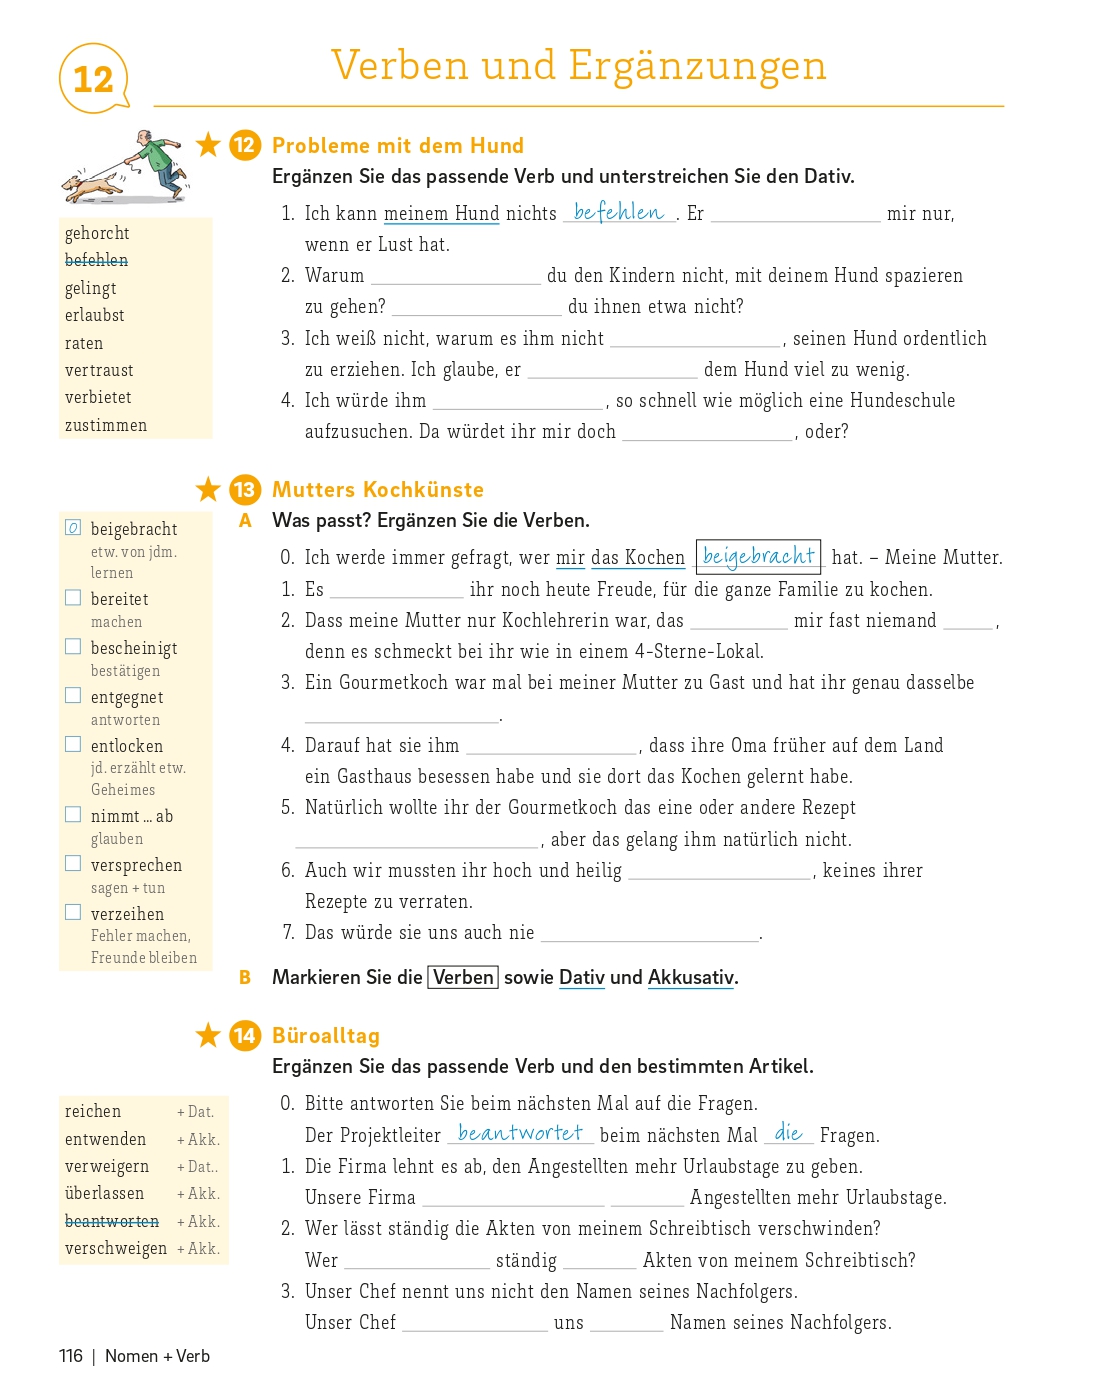 12
Verben und Ergänzungen
12 Probleme mit dem Hund
Ergänzen Sie das passende Verb und unterstreichen Sie den Dativ.
gehorcht
befehlen
gelingt
erlaubst
raten
vertraust
verbietet
zustimmen
1. Ich kann meinem Hund nichts befehlen. Er ________ mir nur,
wenn er Lust hat.
2. Warum ________ du den Kindern nicht, mit deinem Hund spazieren
zu gehen? ________ du ihnen etwa nicht?
3. Ich weiß nicht, warum es ihm nicht ________, seinen Hund ordentlich
zu erziehen. Ich glaube, er ________ dem Hund viel zu wenig.
4. Ich würde ihm ________, so schnell wie möglich eine Hundeschule
aufzusuchen. Da würdet ihr mir doch ________, oder?
13 Mutters Kochkünste
A Was passt? Ergänzen Sie die Verben.
0 beigebracht
etw. von jdm.
lernen
bereitet
machen
bescheinigt
bestätigen
entgegnet
antworten
entlocken
jd. erzählt etw.
Geheimes
nimmt ... ab
glauben
versprechen
sagen + tun
verzeihen
Fehler machen,
Freunde bleiben
0. Ich werde immer gefragt, wer mir das Kochen beigebracht hat. – Meine Mutter.
1. Es ________ ihr noch heute Freude, für die ganze Familie zu kochen.
2. Dass meine Mutter nur Kochlehrerin war, das ________ mir fast niemand ____,
denn es schmeckt bei ihr wie in einem 4-Sterne-Lokal.
3. Ein Gourmetkoch war mal bei meiner Mutter zu Gast und hat ihr genau dasselbe
________.
4. Darauf hat sie ihm ________, dass ihre Oma früher auf dem Land
ein Gasthaus besessen habe und sie dort das Kochen gelernt habe.
5. Natürlich wollte ihr der Gourmetkoch das eine oder andere Rezept
________, aber das gelang ihm natürlich nicht.
6. Auch wir mussten ihr hoch und heilig ________, keines ihrer
Rezepte zu verraten.
7. Das würde sie uns auch nie ________.
B Markieren Sie die Verben sowie Dativ und Akkusativ.
14 Büroalltag
Ergänzen Sie das passende Verb und den bestimmten Artikel.
reichen + Dat.
entwenden + Akk.
verweigern + Dat..
überlassen + Akk.
beantworten + Akk.
verschweigen + Akk.
0. Bitte antworten Sie beim nächsten Mal auf die Fragen.
Der Projektleiter beantwortet beim nächsten Mal die Fragen.
1. Die Firma lehnt es ab, den Angestellten mehr Urlaubstage zu geben.
Unsere Firma ________ ____ Angestellten mehr Urlaubstage.
2. Wer lässt ständig die Akten von meinem Schreibtisch verschwinden?
Wer ________ ständig ____ Akten von meinem Schreibtisch?
3. Unser Chef nennt uns nicht den Namen seines Nachfolgers.
Unser Chef ________ uns ____ Namen seines Nachfolgers.
116 | Nomen + Verb